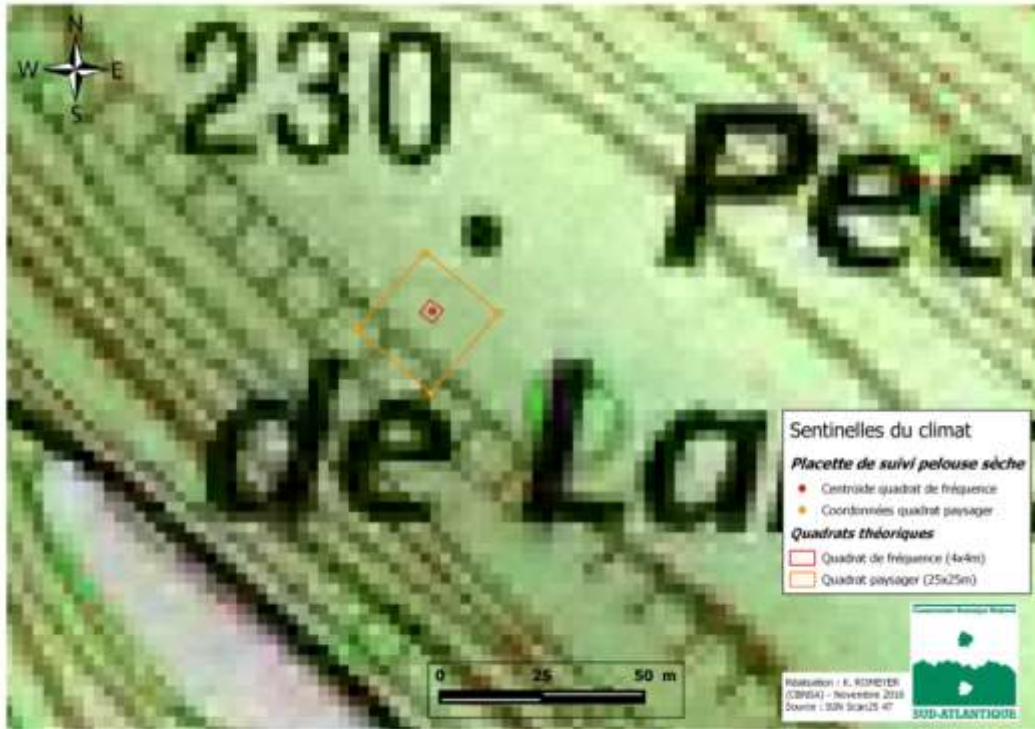 N
W E
S
230
Pec
de La
Sentinelles du climat
Placette de suivi pelouse sèche
Centroïde quadrat de fréquence
Coordonnées quadrat paysager
Quadrats théoriques
Quadrat de fréquence (4x4m)
Quadrat paysager (25x25m)
0 25 50 m
Réalisation : K. ROMEYER
(CBNSA) - Novembre 2016
Source : IGN Scan25 47
SUD-ATLANTIQUE